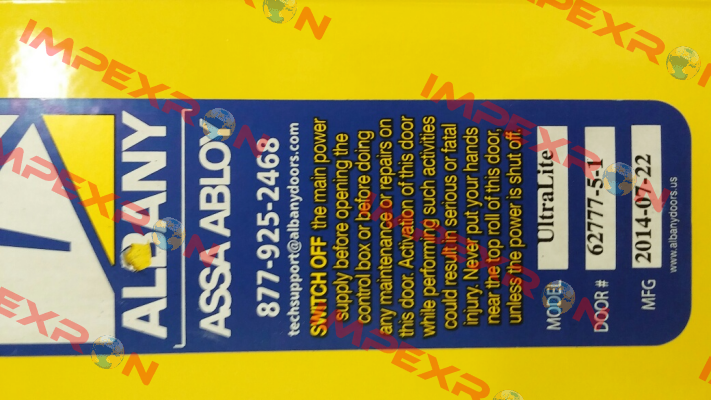 ALBANY
ASSA ABLOY
877-925-2468
techsupport@albanydoors.com
SWITCH OFF the main power
supply before opening the
control box or before doing
any maintenance or repairs on
this door. Activation of this door
while performing such activities
could result in serious or fatal
injury. Never put your hands
near the top roll of this door,
unless the power is shut off.
MODEL UltraLite
DOOR # 62777-5-1
MFG 2014-07-22
www.albanydoors.us
IMPEXRON
IMPEXRON
IMPEXRON
IMPEXRON
IMPEXRON
IMPEXRON
IMPEXRON
IMPEXRON